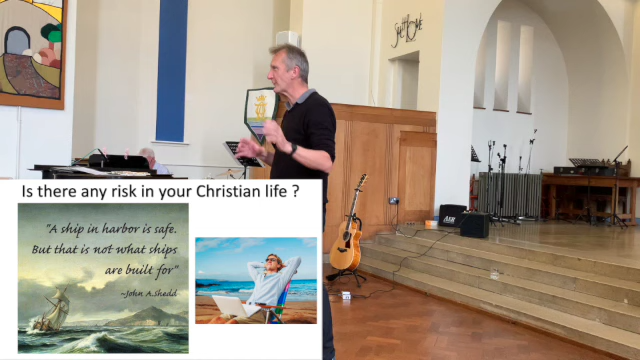 Is there any risk in your Christian life ?
"A ship in harbor is safe.
But that is not what ships
are built for"
~John A.Shedd